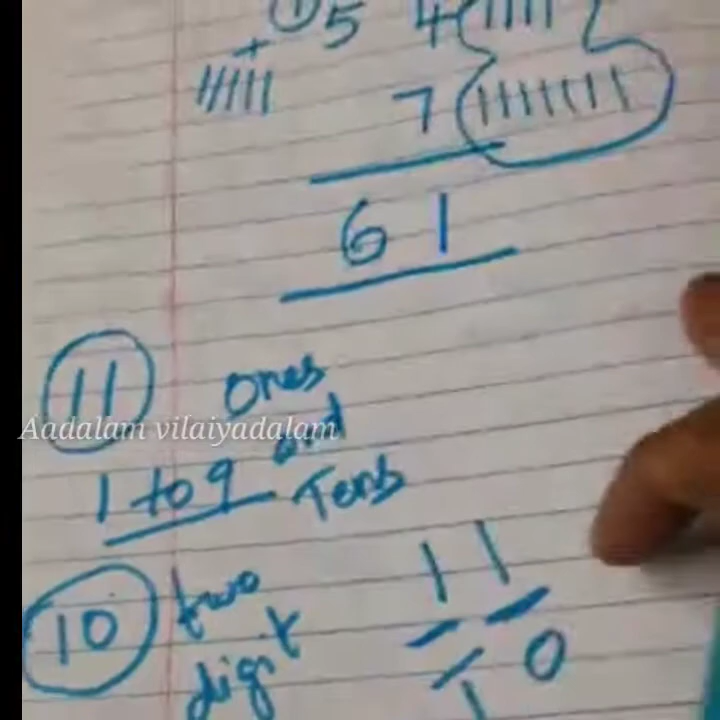 ① 5 4
+ 7
6 1
11 ones
Aadalam vilaiyadalam
and
1 to 9 Tens
10 two 1 1
digit 1 0